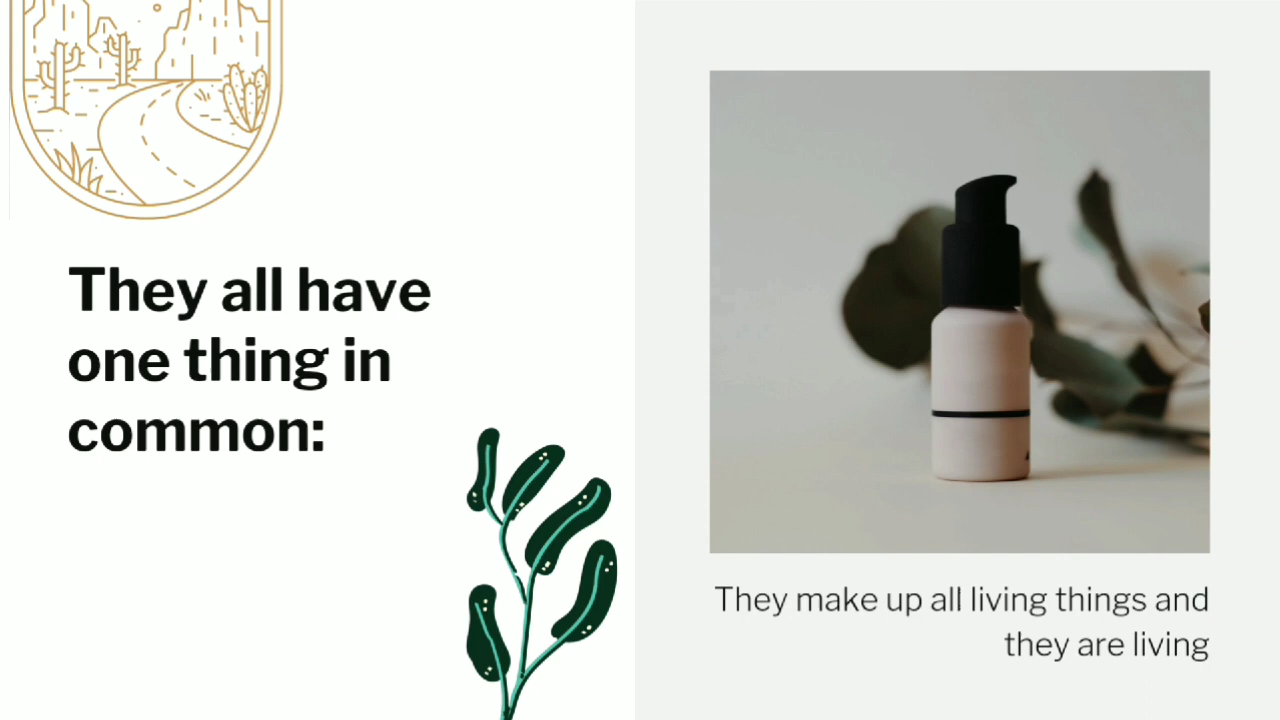 They all have
one thing in
common:
They make up all living things and
they are living